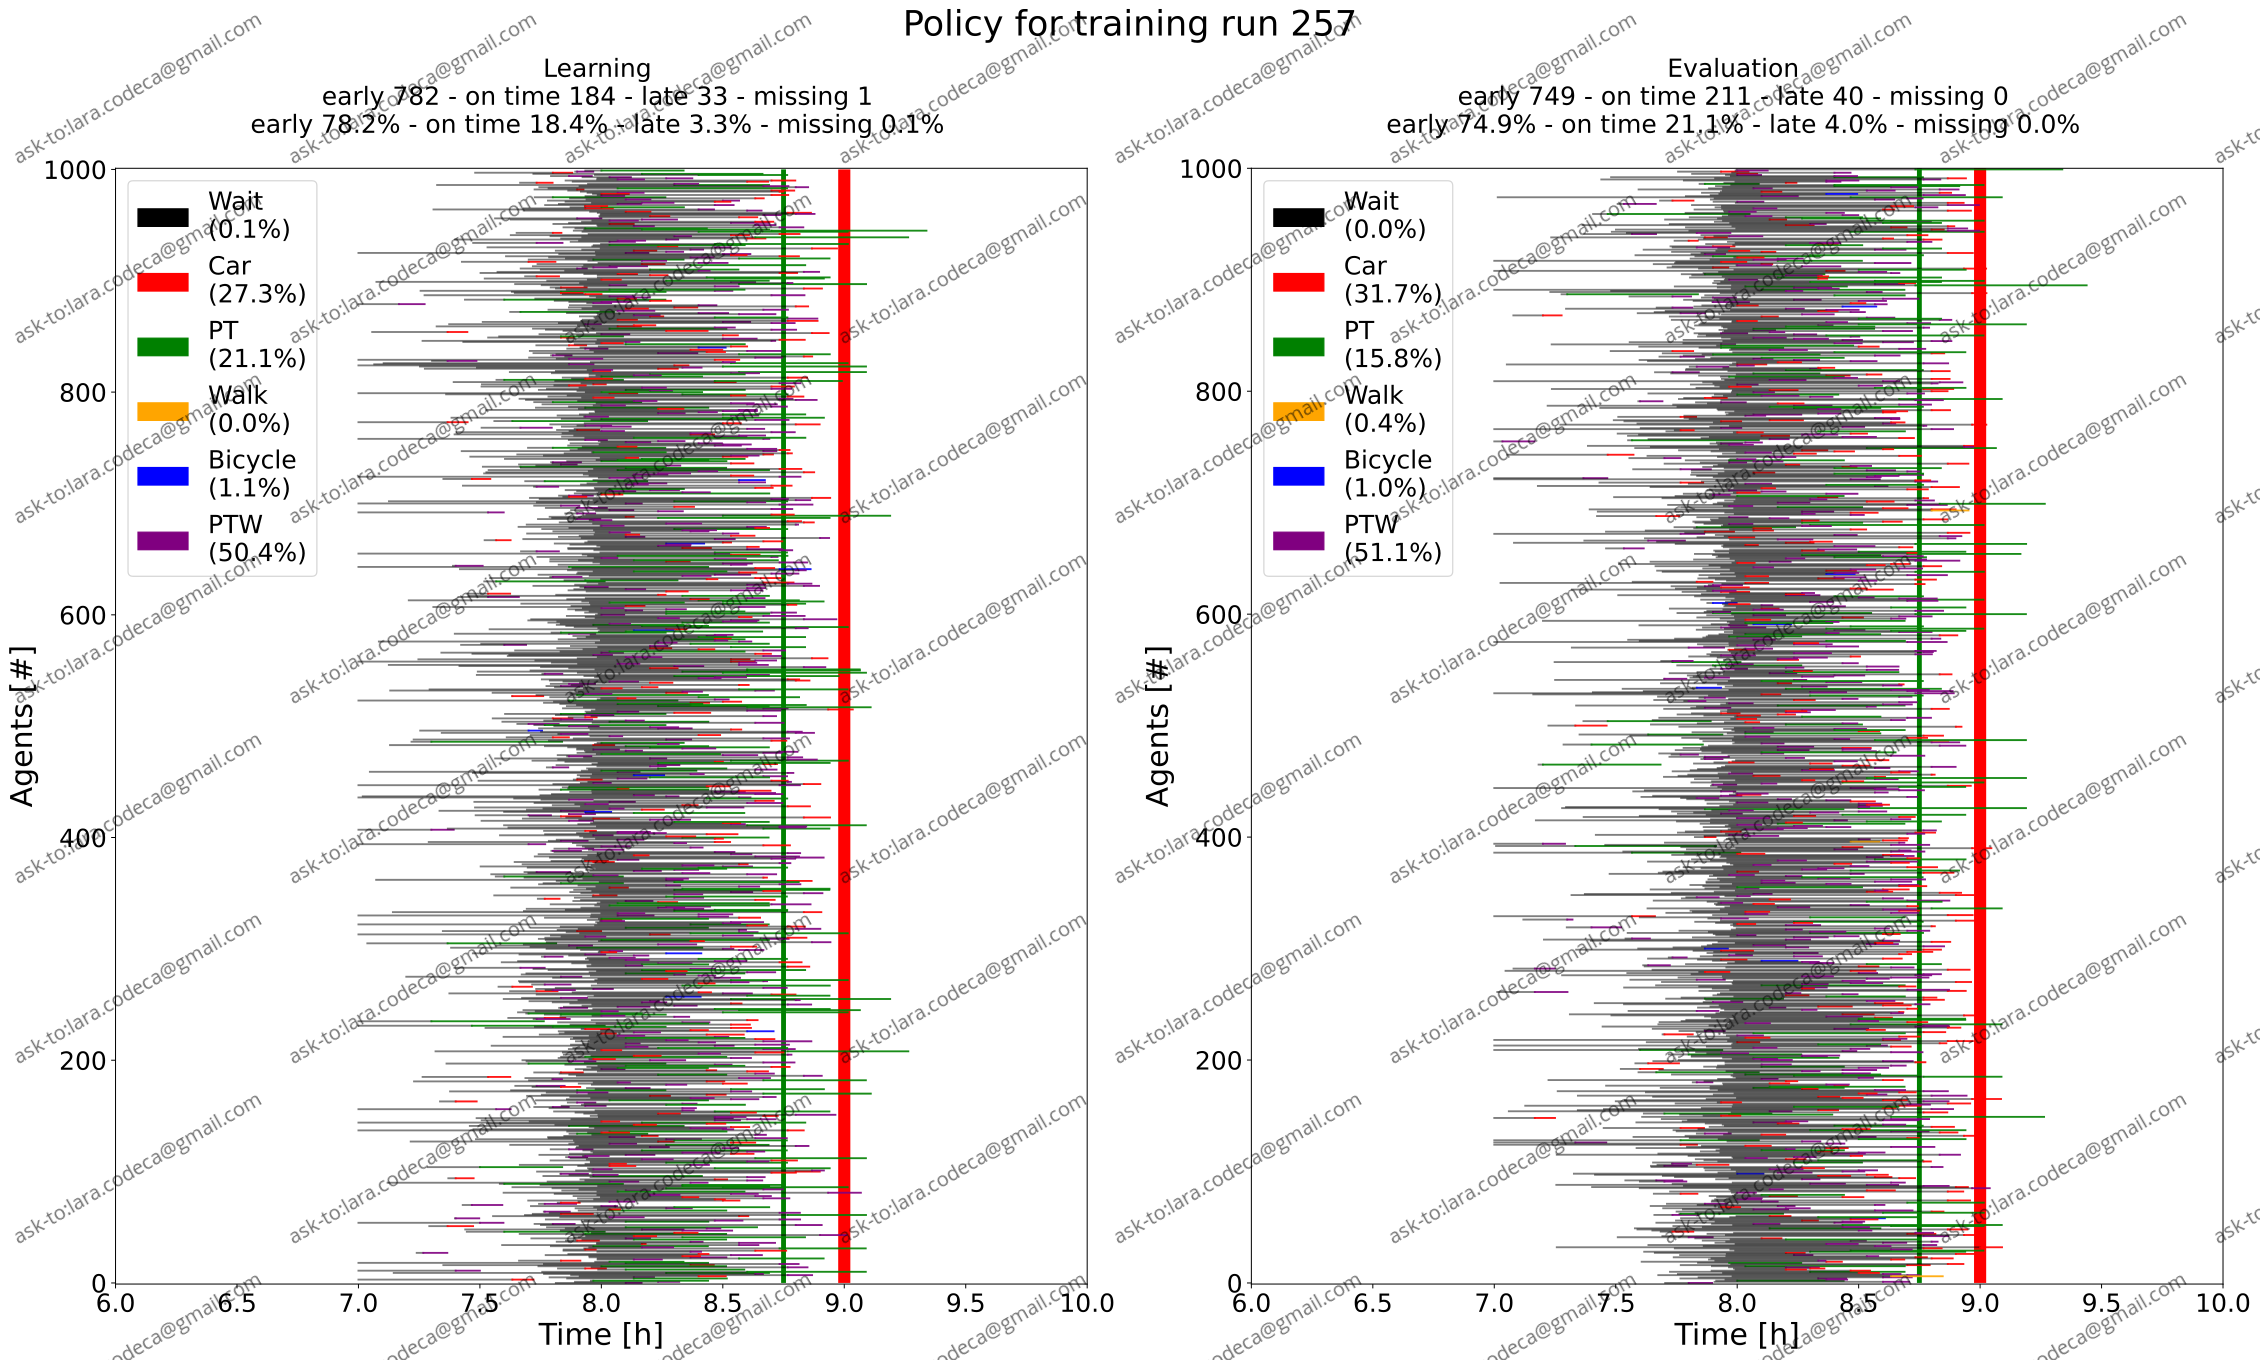 Policy for training run 257
Learning
early 782 - on time 184 - late 33 - missing 1
early 78.2% - on time 18.4% - late 3.3% - missing 0.1%
1000
800
600
400
200
0
Agents [#]
Wait
(0.1%)
Car
(27.3%)
PT
(21.1%)
Walk
(0.0%)
Bicycle
(1.1%)
PTW
(50.4%)
6.0 6.5 7.0 7.5 8.0 8.5 9.0 9.5 10.0
Time [h]
Evaluation
early 749 - on time 211 - late 40 - missing 0
early 74.9% - on time 21.1% - late 4.0% - missing 0.0%
1000
800
600
400
200
0
Agents [#]
Wait
(0.0%)
Car
(31.7%)
PT
(15.8%)
Walk
(0.4%)
Bicycle
(1.0%)
PTW
(51.1%)
6.0 6.5 7.0 7.5 8.0 8.5 9.0 9.5 10.0
Time [h]
ask-to:lara.codeca@gmail.com